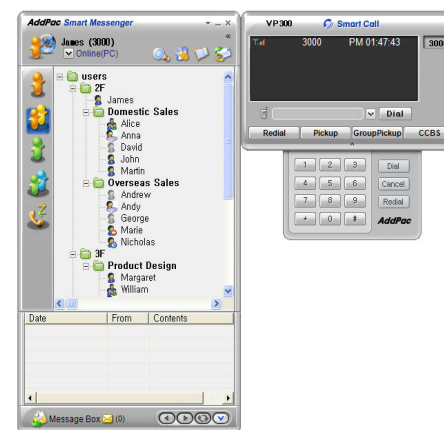 AddPac Smart Messenger
James (3000)
Online(PC)
users
2F
James
Domestic Sales
Alice
Anna
David
John
Martin
Overseas Sales
Andrew
Andy
George
Marie
Nicholas
3F
Product Design
Margaret
William
Date From Contents
Message Box (0)
VP300 Smart Call
3000 PM 01:47:43
3000
Dial
Redial Pickup GroupPickup CCBS
1 2 3 Dial
4 5 6 Cancel
7 8 9 Redial
* 0 # AddPac